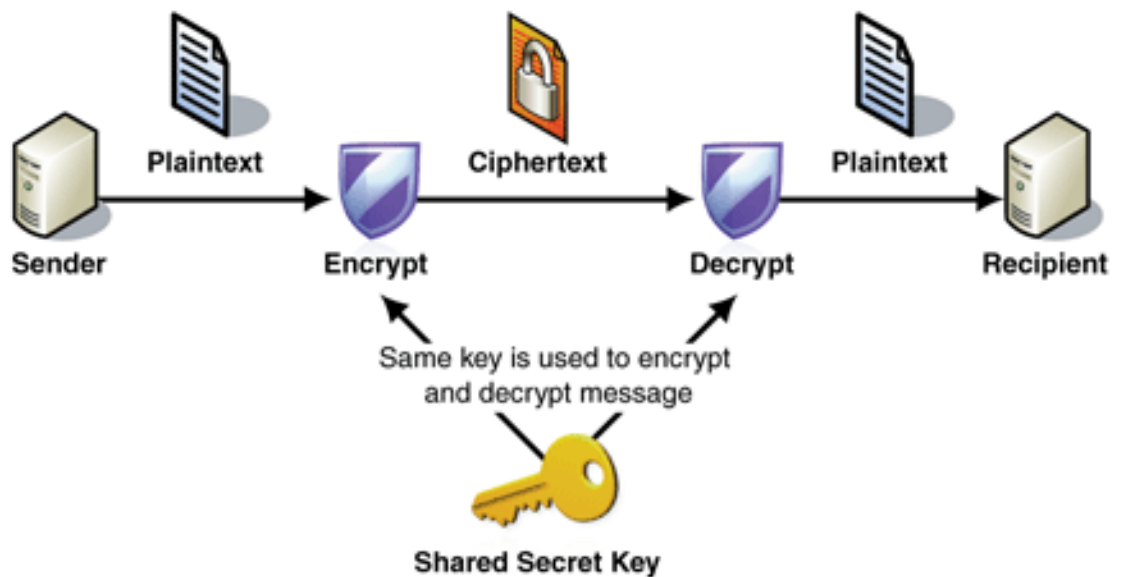 Plaintext
Ciphertext
Plaintext
Sender
Encrypt
Decrypt
Recipient
Same key is used to encrypt
and decrypt message
Shared Secret Key